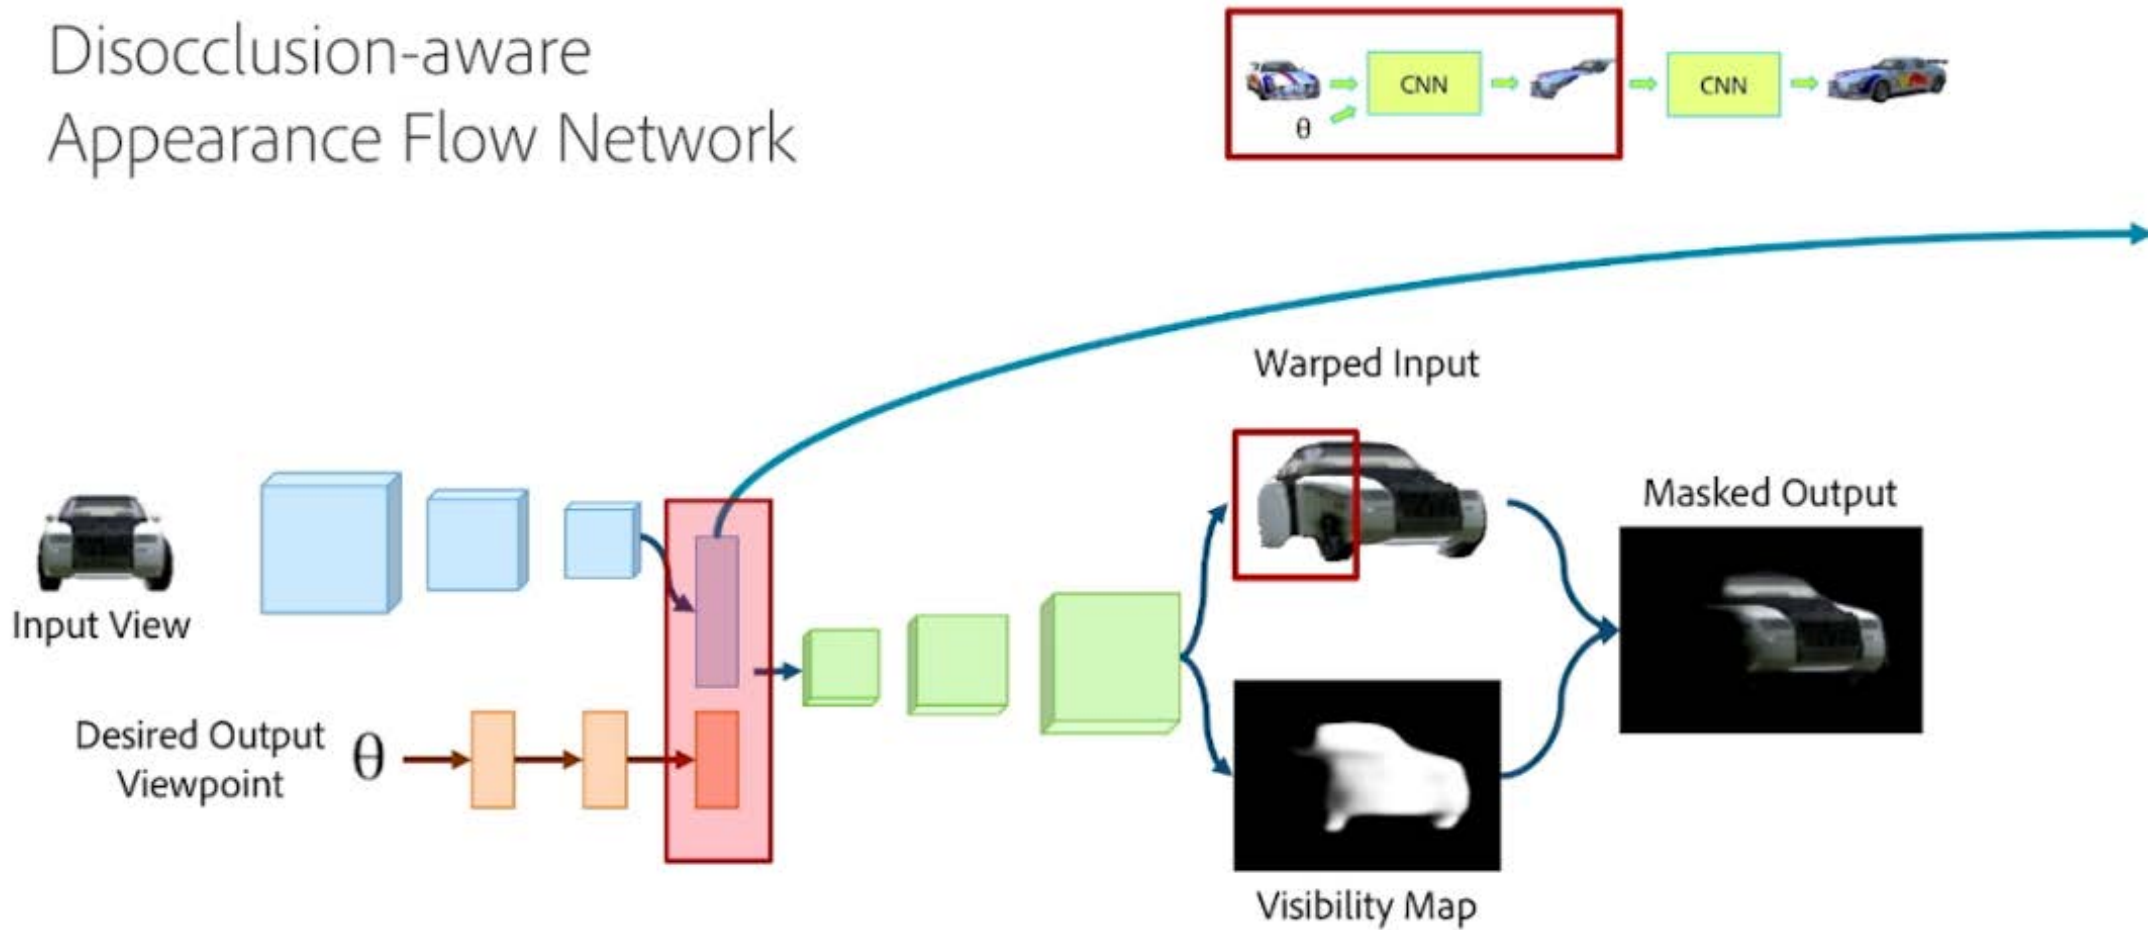 Disocclusion-aware
Appearance Flow Network
CNN
CNN
θ
Warped Input
Masked Output
Input View
Desired Output
Viewpoint
θ
Visibility Map